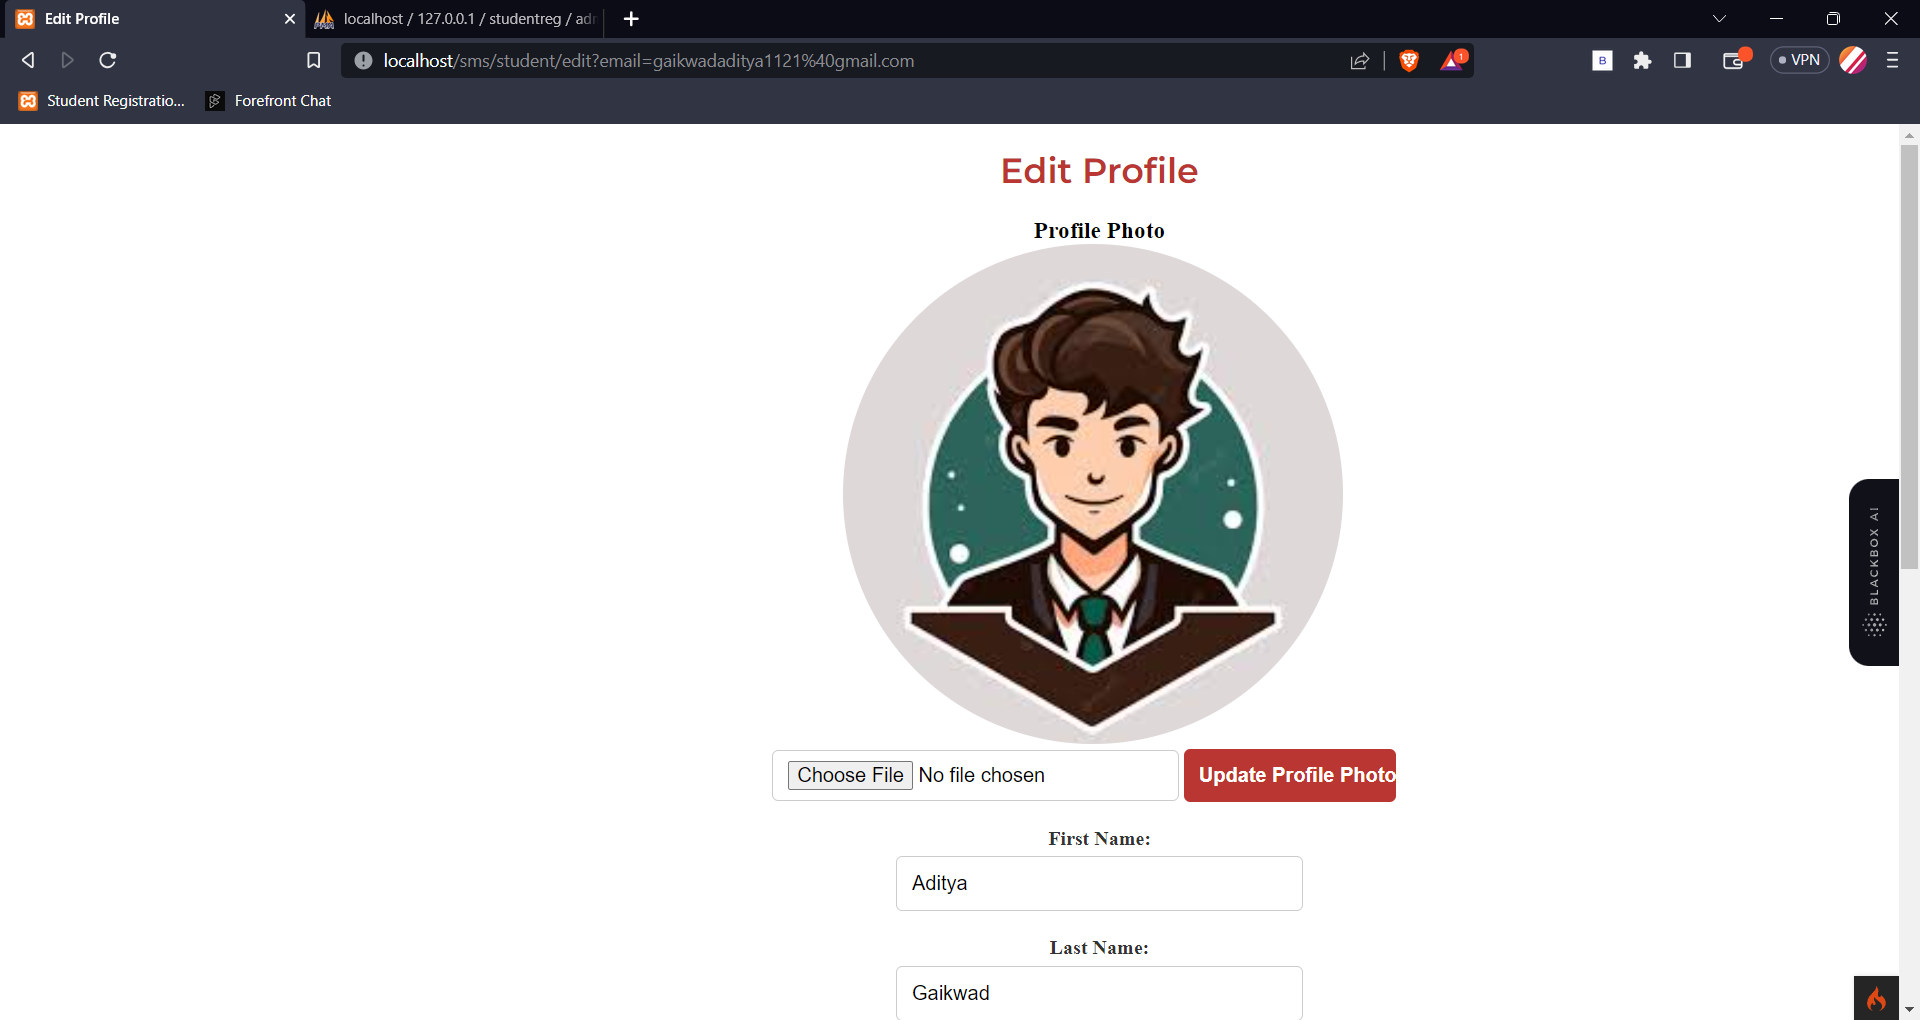 Edit Profile
localhost / 127.0.0.1 / studentreg / adr
localhost/sms/student/edit?email=gaikwadaditya1121%40gmail.com
1
B
VPN
Student Registratio...
Forefront Chat
Edit Profile
Profile Photo
BLACKBOX AI
Choose File No file chosen
Update Profile Photo
First Name:
Aditya
Last Name:
Gaikwad